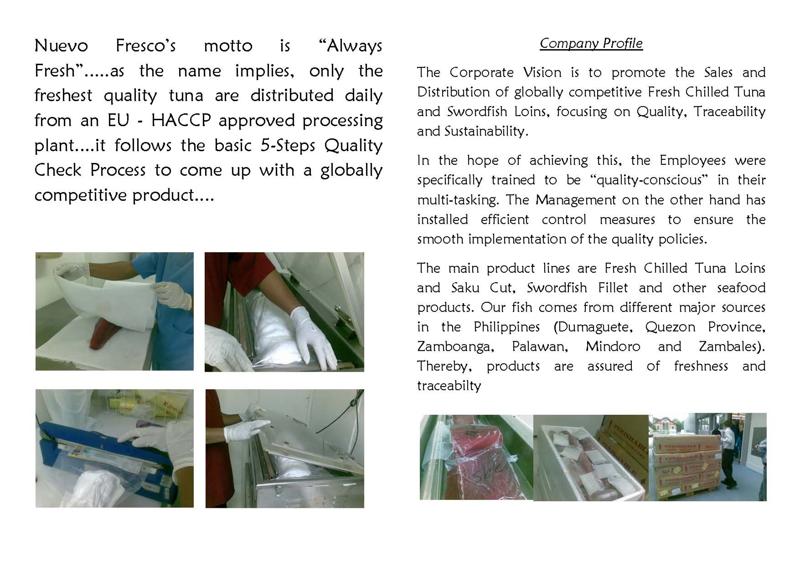 Nuevo Fresco's motto is “Always
Fresh”.....as the name implies, only the
freshest quality tuna are distributed daily
from an EU - HACCP approved processing
plant....it follows the basic 5-Steps Quality
Check Process to come up with a globally
competitive product....
Company Profile
The Corporate Vision is to promote the Sales and
Distribution of globally competitive Fresh Chilled Tuna
and Swordfish Loins, focusing on Quality, Traceability
and Sustainability.
In the hope of achieving this, the Employees were
specifically trained to be “quality-conscious” in their
multi-tasking. The Management on the other hand has
installed efficient control measures to ensure the
smooth implementation of the quality policies.
The main product lines are Fresh Chilled Tuna Loins
and Saku Cut, Swordfish Fillet and other seafood
products. Our fish comes from different major sources
in the Philippines (Dumaguete, Quezon Province,
Zamboanga, Palawan, Mindoro and Zambales).
Thereby, products are assured of freshness and
traceabilty